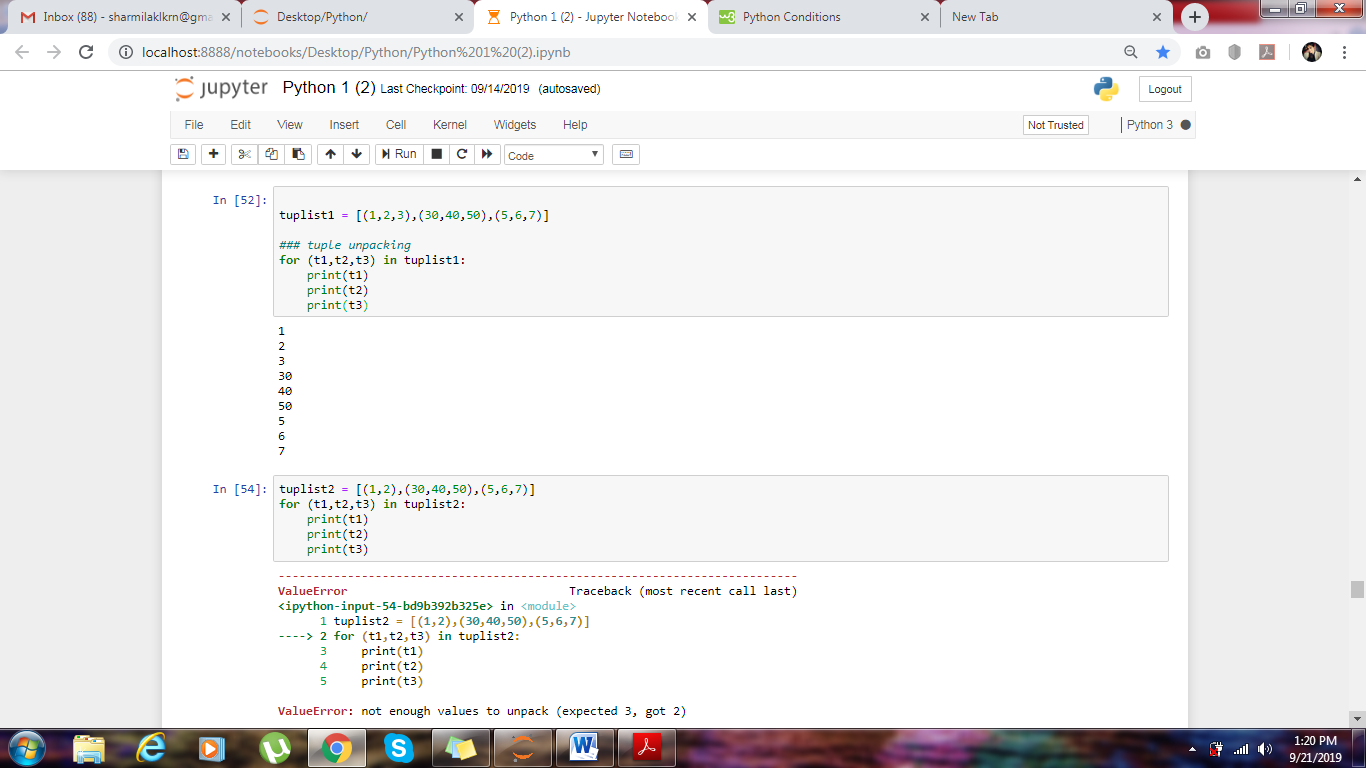 Inbox (88) - sharmilaklkrn@gma
Desktop/Python/
Python 1 (2) - Jupyter Notebook
Python Conditions
New Tab
localhost:8888/notebooks/Desktop/Python/Python%201%20(2).ipynb
jupyter Python 1 (2) Last Checkpoint: 09/14/2019 (autosaved)
Logout
File Edit View Insert Cell Kernel Widgets Help
Not Trusted
Python 3
Run
Code
In [52]:
tuplist1 = [(1,2,3),(30,40,50),(5,6,7)]
### tuple unpacking
for (t1,t2,t3) in tuplist1:
print(t1)
print(t2)
print(t3)
1
2
3
30
40
50
5
6
7
In [54]: tuplist2 = [(1,2),(30,40,50),(5,6,7)]
for (t1,t2,t3) in tuplist2:
print(t1)
print(t2)
print(t3)
---------------------------------------------------------------------------
ValueError Traceback (most recent call last)
<ipython-input-54-bd9b392b325e> in <module>
1 tuplist2 = [(1,2),(30,40,50),(5,6,7)]
----> 2 for (t1,t2,t3) in tuplist2:
3 print(t1)
4 print(t2)
5 print(t3)
ValueError: not enough values to unpack (expected 3, got 2)
1:20 PM
9/21/2019